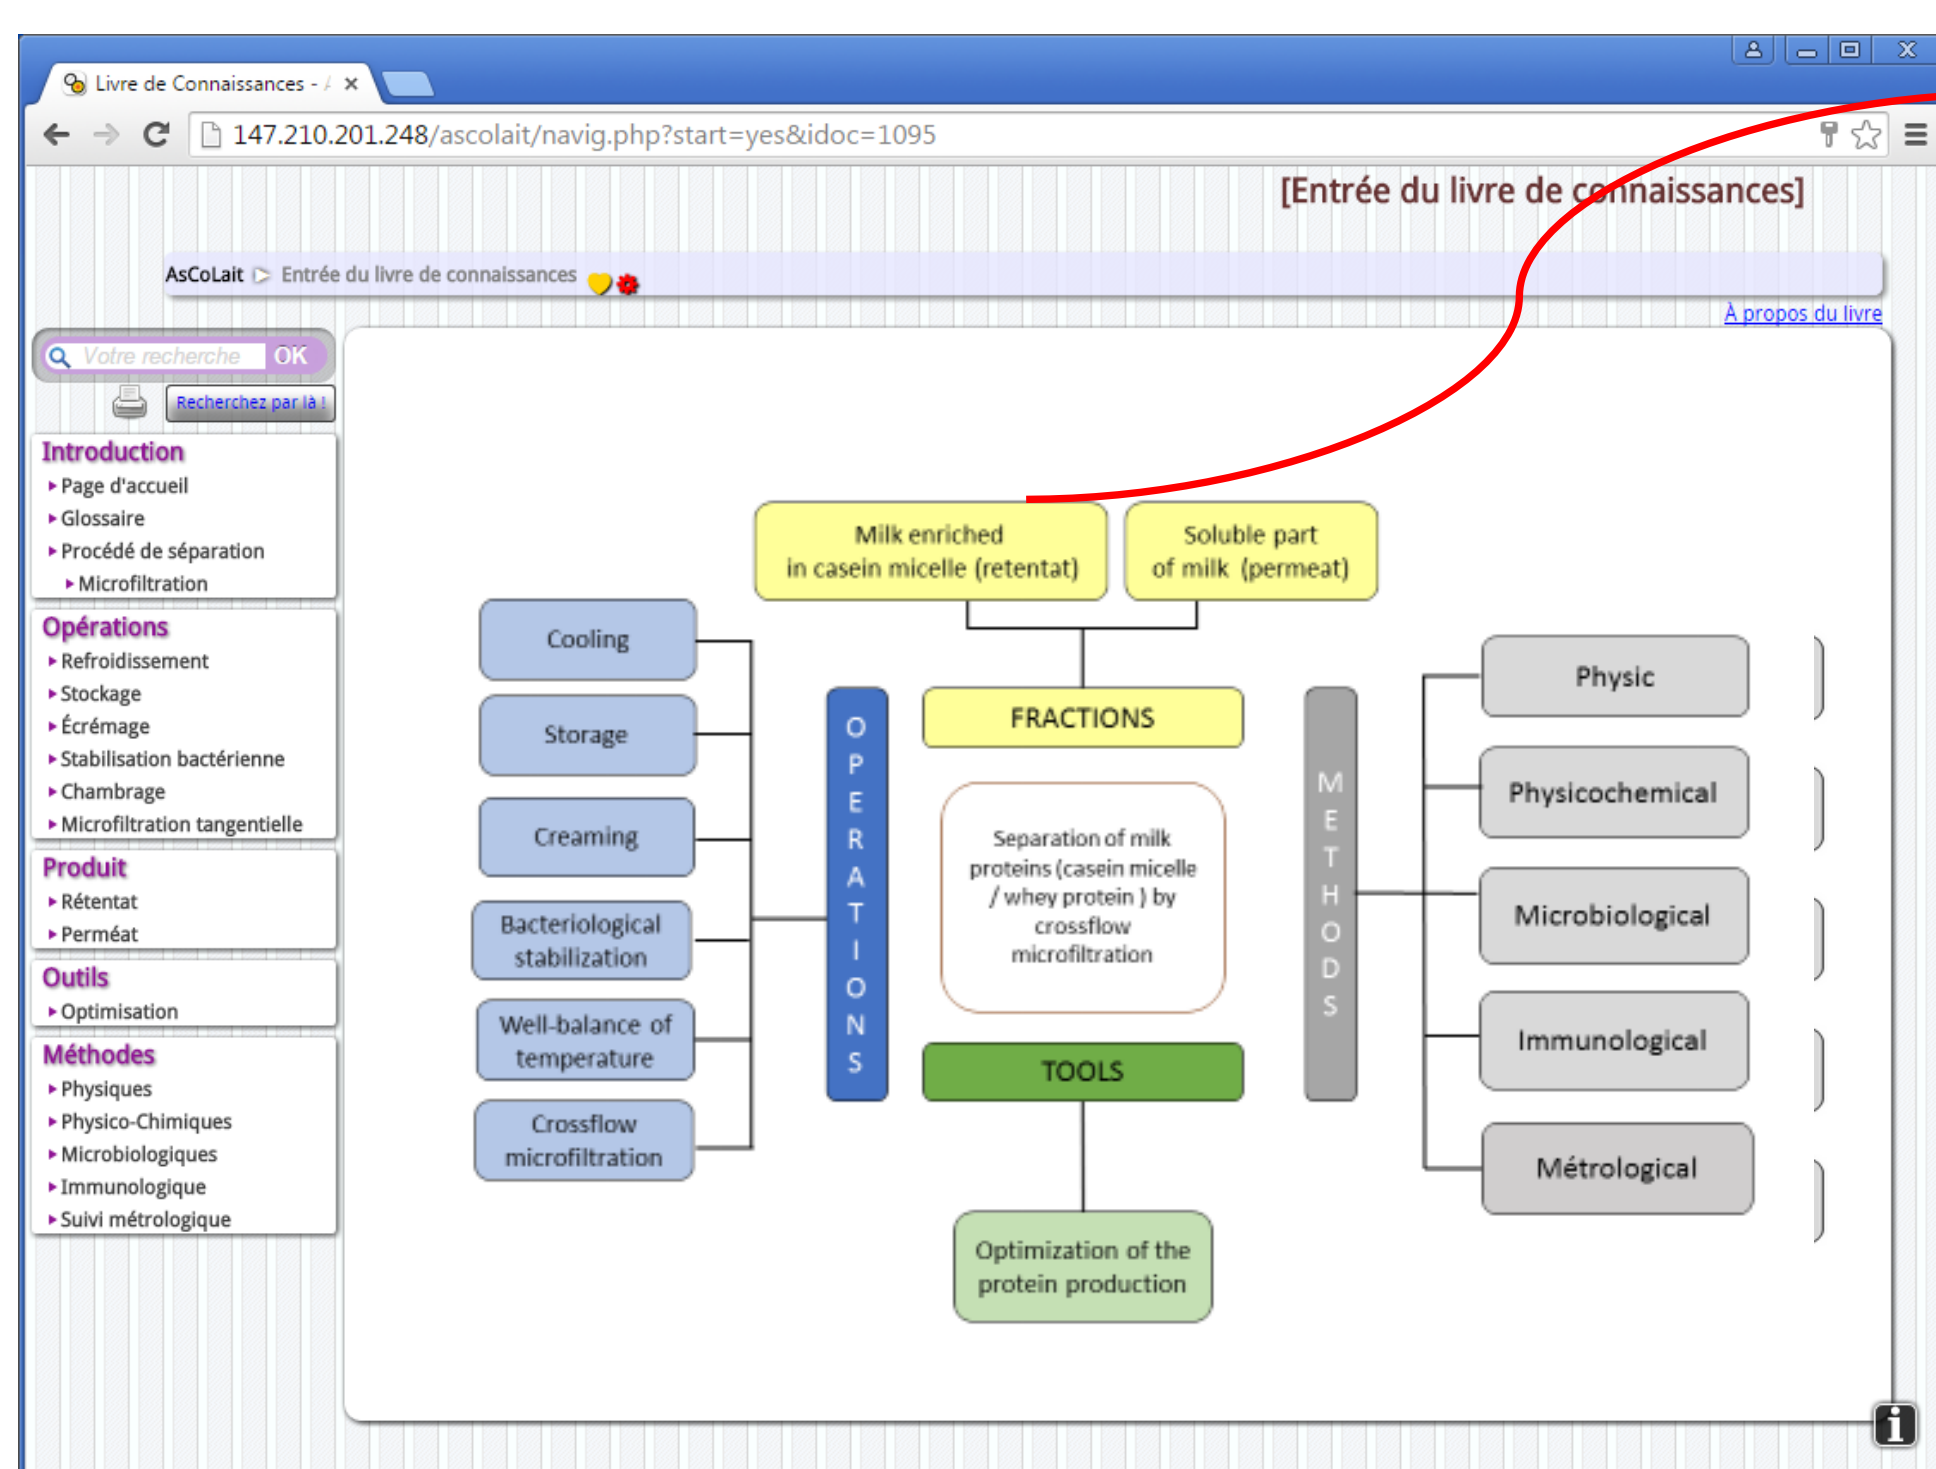 Livre de Connaissances - A
147.210.201.248/ascolait/navig.php?start=yes&idoc=1095
[Entrée du livre de connaissances]
AsCoLait Entrée du livre de connaissances
À propos du livre
Votre recherche OK
Recherchez par là !
Introduction
Page d'accueil
Glossaire
Procédé de séparation
Microfiltration
Opérations
Refroidissement
Stockage
Écrémage
Stabilisation bactérienne
Chambrage
Microfiltration tangentielle
Produit
Rétentat
Perméat
Outils
Optimisation
Méthodes
Physiques
Physico-Chimiques
Microbiologiques
Immunologique
Suivi métrologique
Milk enriched
in casein micelle (retentat)
Soluble part
of milk (permeat)
Cooling
Storage
Creaming
Bacteriological
stabilization
Well-balance of
temperature
Crossflow
microfiltration
OPERATIONS
FRACTIONS
Separation of milk
proteins (casein micelle
/ whey protein ) by
crossflow
microfiltration
TOOLS
Optimization of the
protein production
METHODS
Physic
Physicochemical
Microbiological
Immunological
Métrological
i